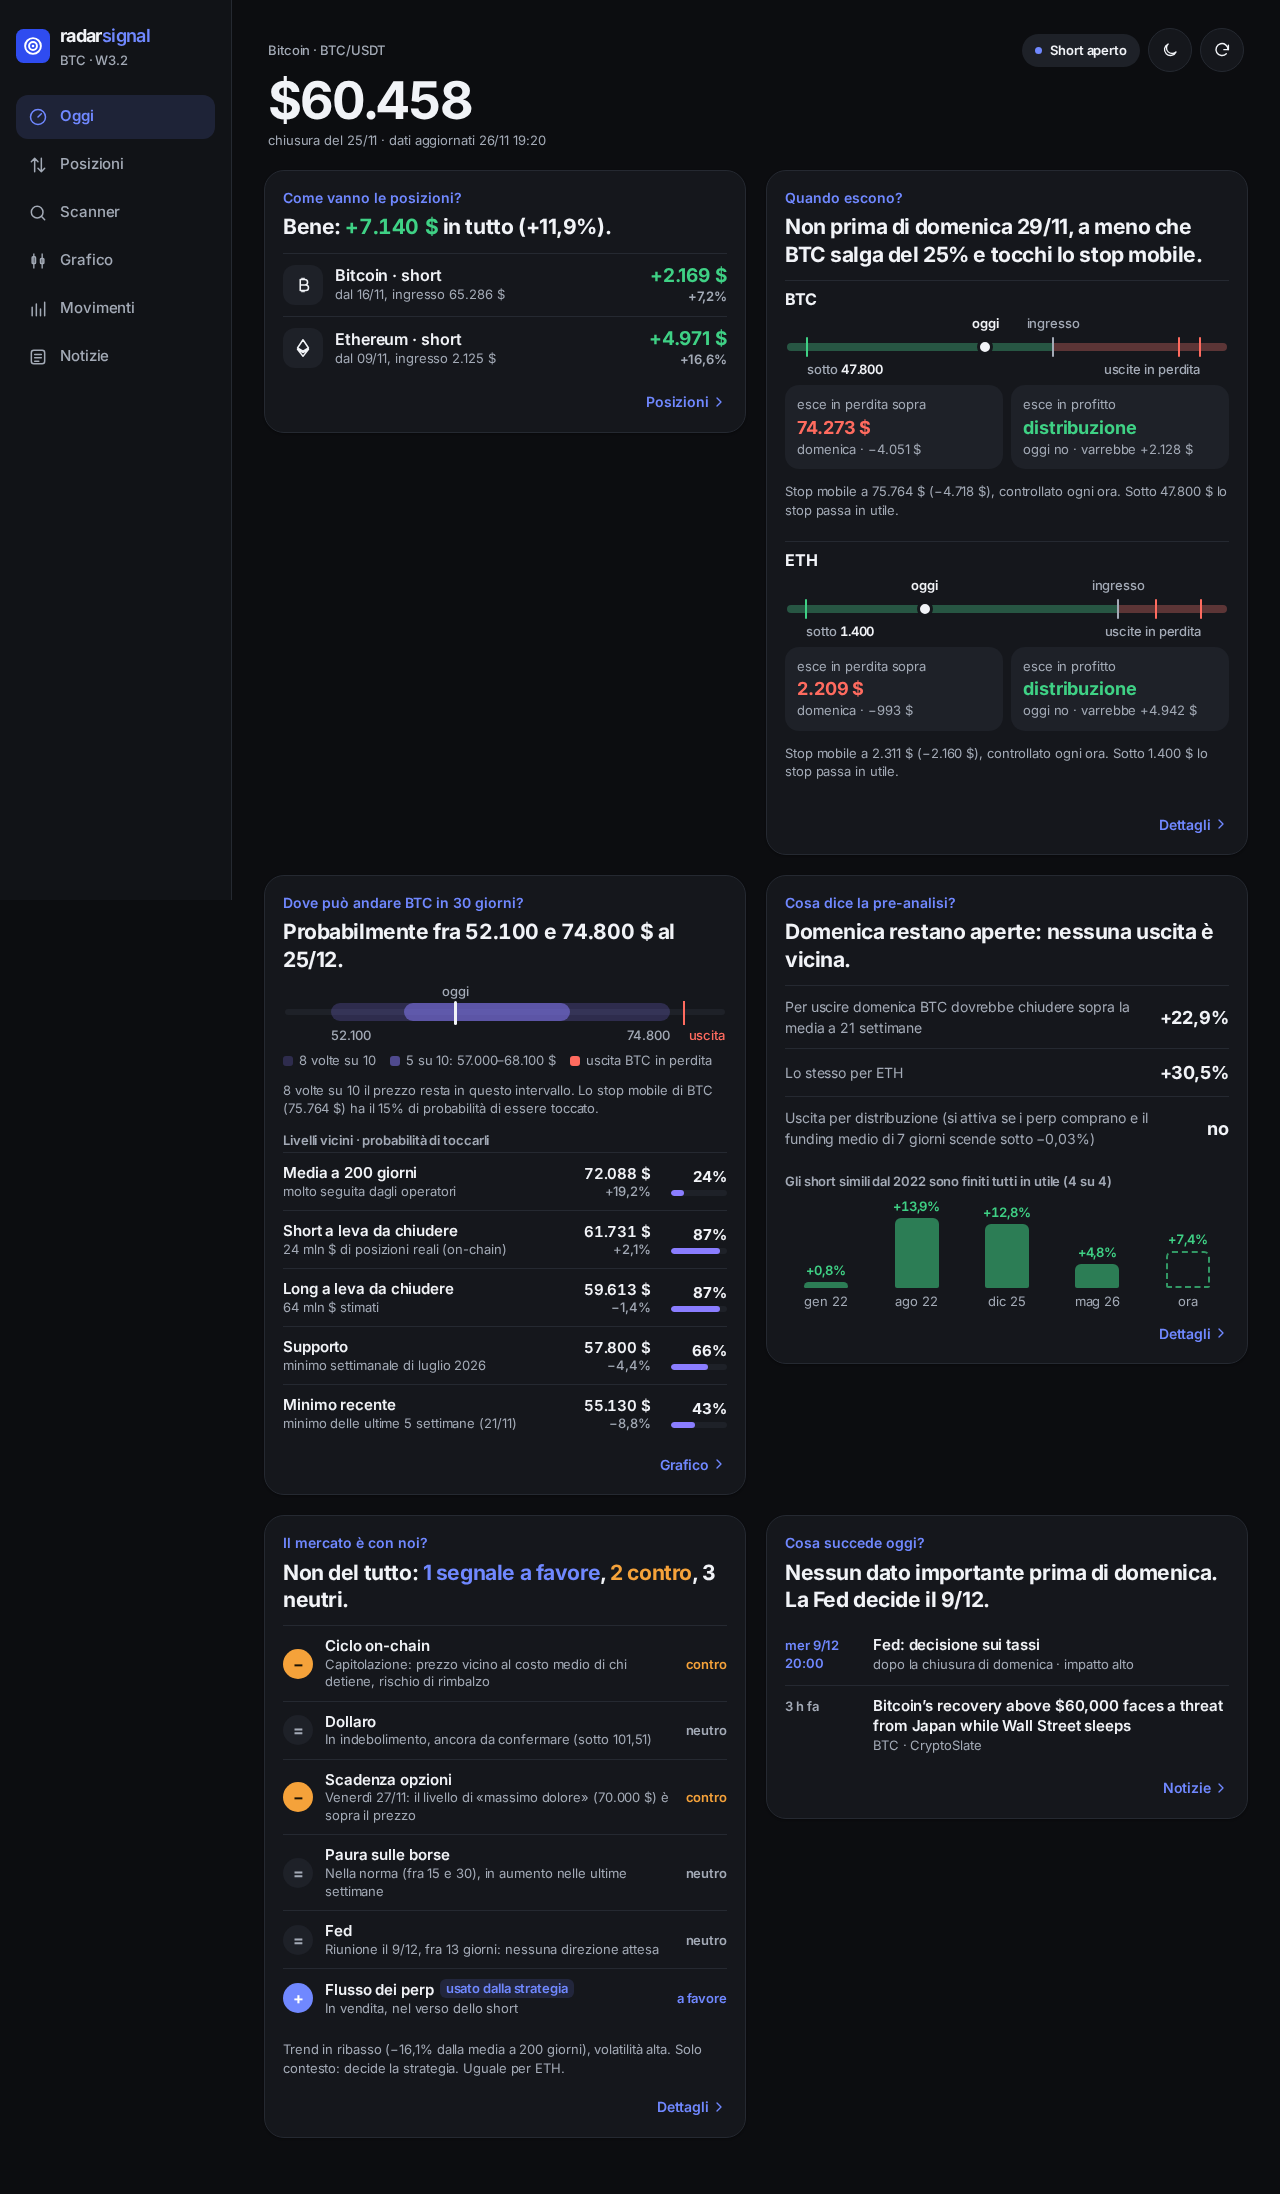 radarsignal
BTC · W3.2
Oggi
Posizioni
Scanner
Grafico
Movimenti
Notizie
Bitcoin · BTC/USDT
$60.458
chiusura del 25/11 · dati aggiornati 26/11 19:20
Short aperto
Come vanno le posizioni?
Bene: +7.140 $ in tutto (+11,9%).
Bitcoin · short
+2.169 $
dal 16/11, ingresso 65.286 $
+7,2%
Ethereum · short
+4.971 $
dal 09/11, ingresso 2.125 $
+16,6%
Posizioni
Quando escono?
Non prima di domenica 29/11, a meno che
BTC salga del 25% e tocchi lo stop mobile.
BTC
oggi ingresso
sotto 47.800 uscite in perdita
esce in perdita sopra
74.273 $
domenica · −4.051 $
esce in profitto
distribuzione
oggi no · varrebbe +2.128 $
Stop mobile a 75.764 $ (−4.718 $), controllato ogni ora. Sotto 47.800 $ lo
stop passa in utile.
ETH
oggi ingresso
sotto 1.400 uscite in perdita
esce in perdita sopra
2.209 $
domenica · −993 $
esce in profitto
distribuzione
oggi no · varrebbe +4.942 $
Stop mobile a 2.311 $ (−2.160 $), controllato ogni ora. Sotto 1.400 $ lo
stop passa in utile.
Dettagli
Dove può andare BTC in 30 giorni?
Probabilmente fra 52.100 e 74.800 $ al
25/12.
oggi
52.100 74.800 uscita
8 volte su 10 5 su 10: 57.000–68.100 $ uscita BTC in perdita
8 volte su 10 il prezzo resta in questo intervallo. Lo stop mobile di BTC
(75.764 $) ha il 15% di probabilità di essere toccato.
Livelli vicini · probabilità di toccarli
Media a 200 giorni 72.088 $ 24%
molto seguita dagli operatori +19,2%
Short a leva da chiudere 61.731 $ 87%
24 mln $ di posizioni reali (on-chain) +2,1%
Long a leva da chiudere 59.613 $ 87%
64 mln $ stimati −1,4%
Supporto 57.800 $ 66%
minimo settimanale di luglio 2026 −4,4%
Minimo recente 55.130 $ 43%
minimo delle ultime 5 settimane (21/11) −8,8%
Grafico
Cosa dice la pre-analisi?
Domenica restano aperte: nessuna uscita è
vicina.
Per uscire domenica BTC dovrebbe chiudere sopra la
media a 21 settimane
+22,9%
Lo stesso per ETH +30,5%
Uscita per distribuzione (si attiva se i perp comprano e il
funding medio di 7 giorni scende sotto −0,03%)
no
Gli short simili dal 2022 sono finiti tutti in utile (4 su 4)
+0,8% +13,9% +12,8% +4,8% +7,4%
gen 22 ago 22 dic 25 mag 26 ora
Dettagli
Il mercato è con noi?
Non del tutto: 1 segnale a favore, 2 contro, 3
neutri.
−
Ciclo on-chain
Capitolazione: prezzo vicino al costo medio di chi
detiene, rischio di rimbalzo
contro
=
Dollaro
In indebolimento, ancora da confermare (sotto 101,51)
neutro
−
Scadenza opzioni
Venerdì 27/11: il livello di «massimo dolore» (70.000 $) è
sopra il prezzo
contro
=
Paura sulle borse
Nella norma (fra 15 e 30), in aumento nelle ultime
settimane
neutro
=
Fed
Riunione il 9/12, fra 13 giorni: nessuna direzione attesa
neutro
+
Flusso dei perp usato dalla strategia
In vendita, nel verso dello short
a favore
Trend in ribasso (−16,1% dalla media a 200 giorni), volatilità alta. Solo
contesto: decide la strategia. Uguale per ETH.
Dettagli
Cosa succede oggi?
Nessun dato importante prima di domenica.
La Fed decide il 9/12.
mer 9/12
20:00
Fed: decisione sui tassi
dopo la chiusura di domenica · impatto alto
3 h fa
Bitcoin’s recovery above $60,000 faces a threat
from Japan while Wall Street sleeps
BTC · CryptoSlate
Notizie